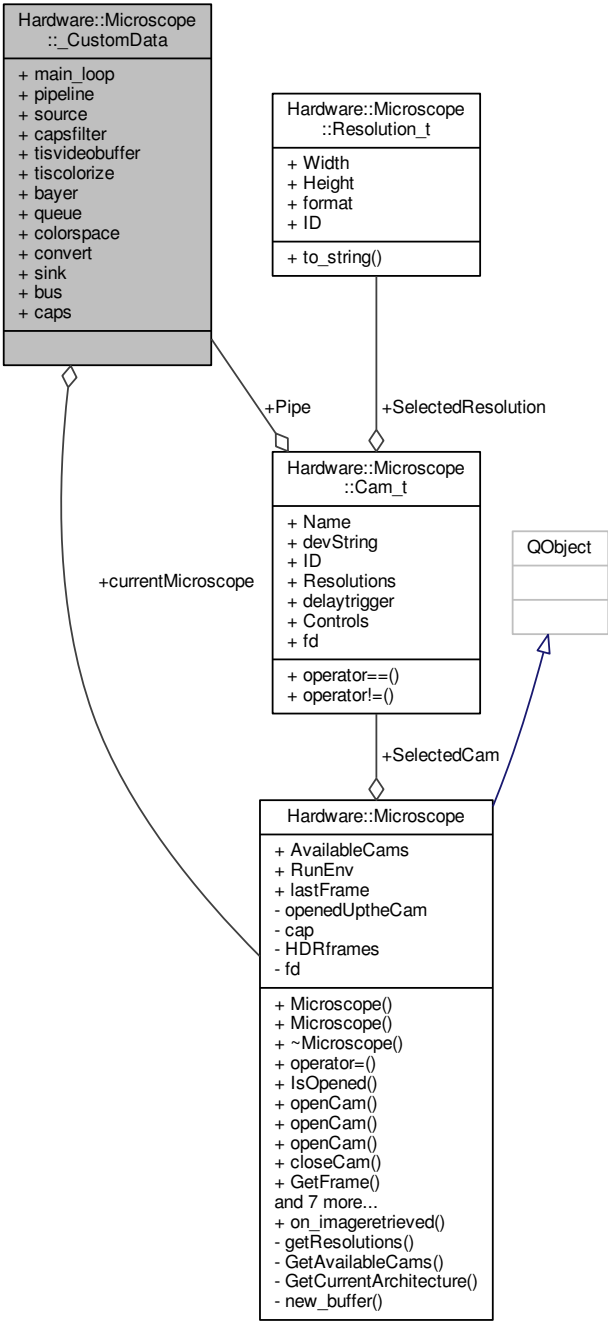 Hardware::Microscope
::_CustomData
+ main_loop
+ pipeline
+ source
+ capsfilter
+ tisvideobuffer
+ tiscolorize
+ bayer
+ queue
+ colorspace
+ convert
+ sink
+ bus
+ caps
Hardware::Microscope
::Resolution_t
+ Width
+ Height
+ format
+ ID
+ to_string()
+Pipe
+SelectedResolution
Hardware::Microscope
::Cam_t
+ Name
+ devString
+ ID
+ Resolutions
+ delaytrigger
+ Controls
+ fd
+ operator==()
+ operator!=()
QObject
+currentMicroscope
+SelectedCam
Hardware::Microscope
+ AvailableCams
+ RunEnv
+ lastFrame
- openedUptheCam
- cap
- HDRframes
- fd
+ Microscope()
+ Microscope()
+ ~Microscope()
+ operator=()
+ IsOpened()
+ openCam()
+ openCam()
+ openCam()
+ closeCam()
+ GetFrame()
and 7 more...
+ on_imageretrieved()
- getResolutions()
- GetAvailableCams()
- GetCurrentArchitecture()
- new_buffer()